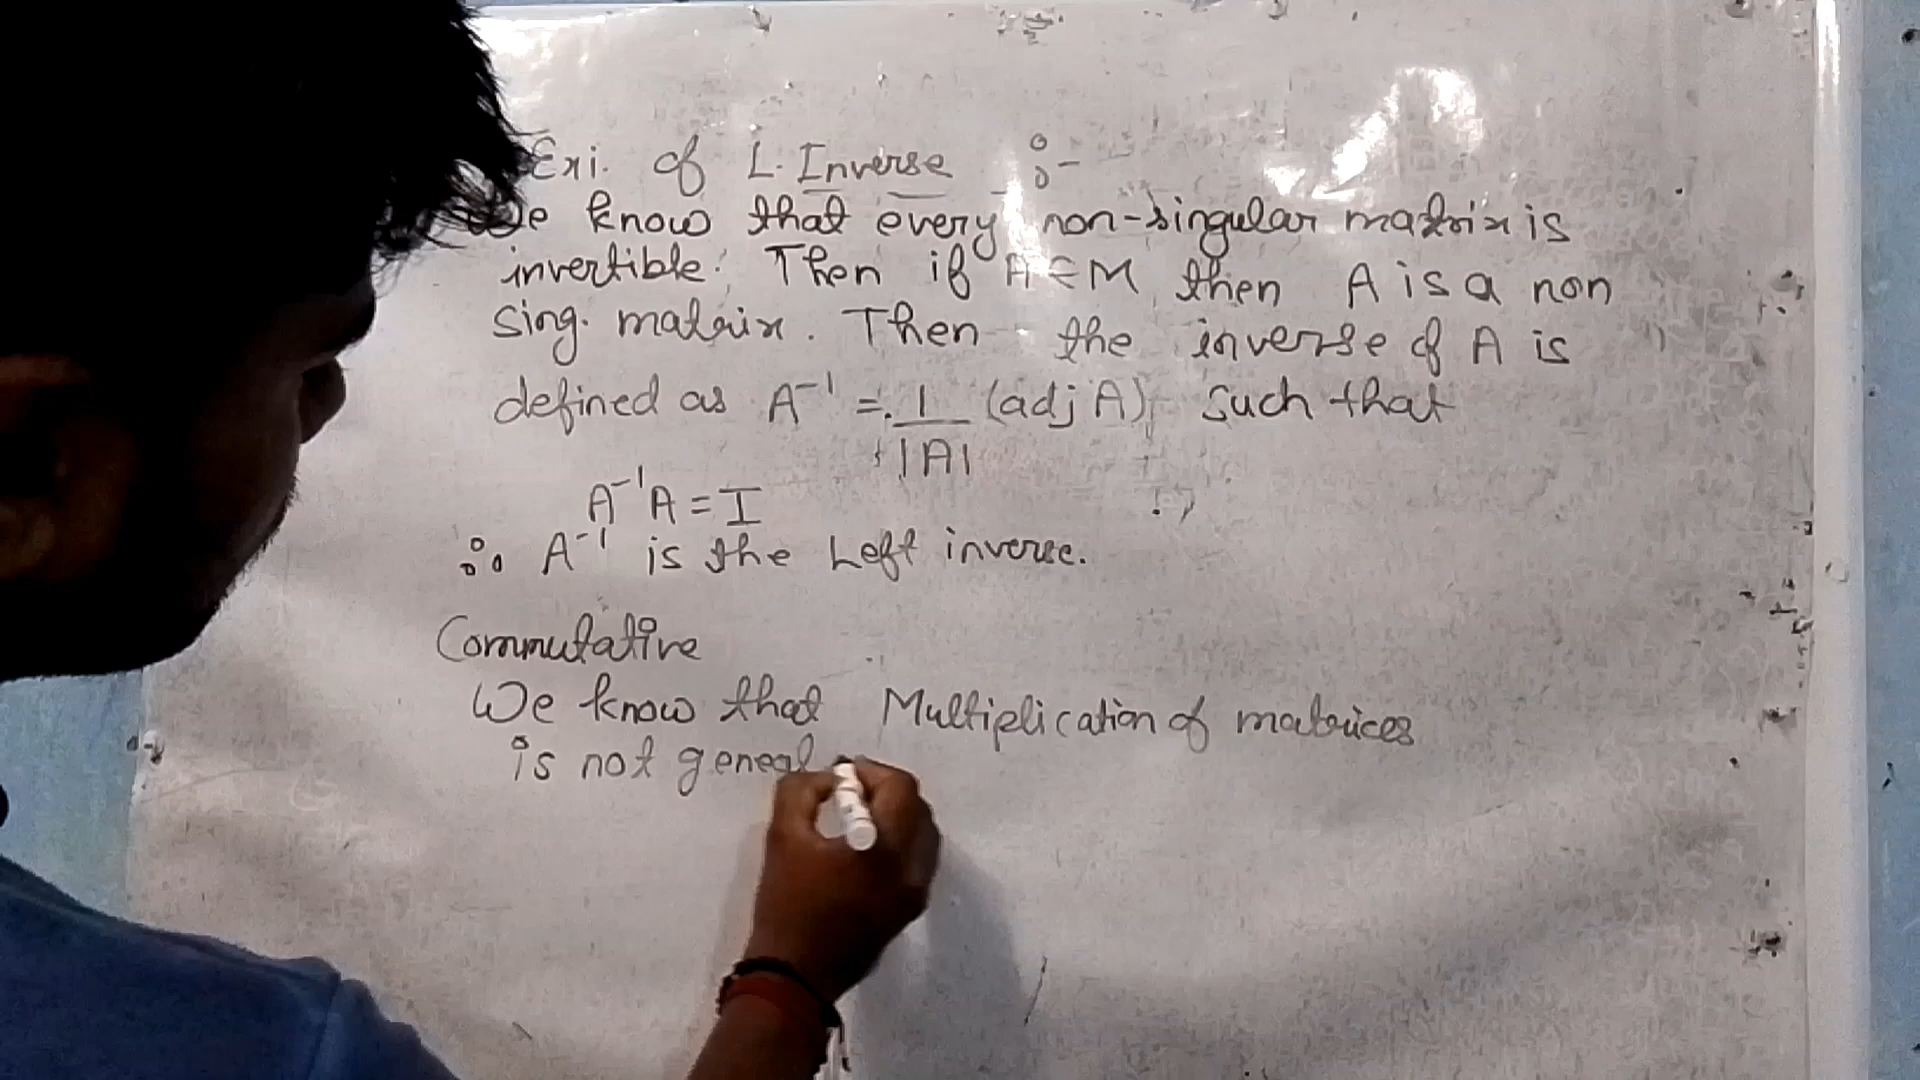 Exi. of L. Inverse :-
We know that every non-singular matrix is
invertible. Then if A ∈ M then A is a non
sing. matrix. Then the inverse of A is
defined as A⁻¹ = 1/|A| (adj A) such that
A⁻¹A = I
∴ A⁻¹ is the Left inverse.
Commutative
We know that Multiplication of matrices
is not geneal